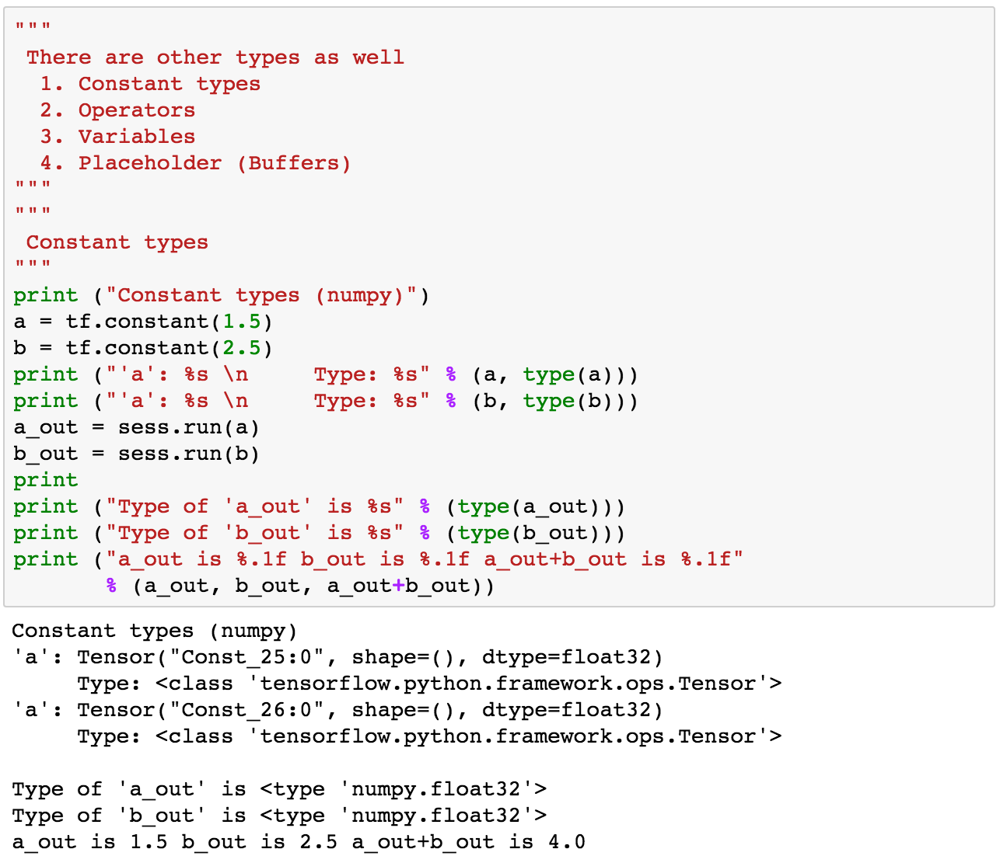 """
 There are other types as well
  1. Constant types
  2. Operators
  3. Variables
  4. Placeholder (Buffers)
"""
"""
 Constant types
"""
print ("Constant types (numpy)")
a = tf.constant(1.5)
b = tf.constant(2.5)
print ("'a': %s \n     Type: %s" % (a, type(a)))
print ("'a': %s \n     Type: %s" % (b, type(b)))
a_out = sess.run(a)
b_out = sess.run(b)
print
print ("Type of 'a_out' is %s" % (type(a_out)))
print ("Type of 'b_out' is %s" % (type(b_out)))
print ("a_out is %.1f b_out is %.1f a_out+b_out is %.1f"
       % (a_out, b_out, a_out+b_out))
Constant types (numpy)
'a': Tensor("Const_25:0", shape=(), dtype=float32)
     Type: <class 'tensorflow.python.framework.ops.Tensor'>
'a': Tensor("Const_26:0", shape=(), dtype=float32)
     Type: <class 'tensorflow.python.framework.ops.Tensor'>

Type of 'a_out' is <type 'numpy.float32'>
Type of 'b_out' is <type 'numpy.float32'>
a_out is 1.5 b_out is 2.5 a_out+b_out is 4.0